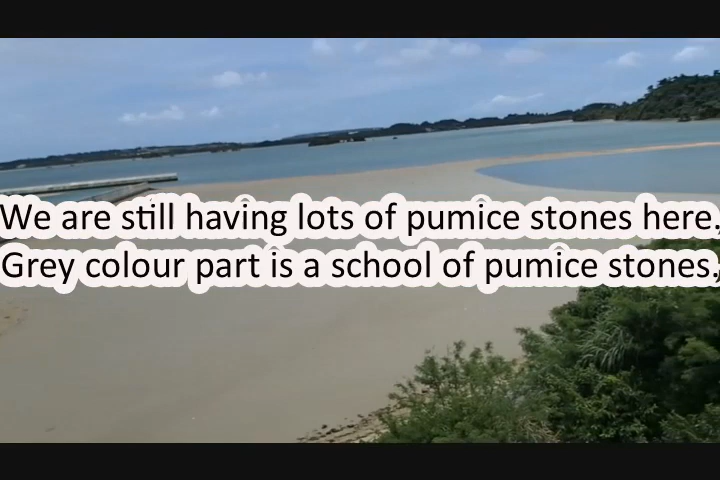 We are still having lots of pumice stones here,
Grey colour part is a school of pumice stones.